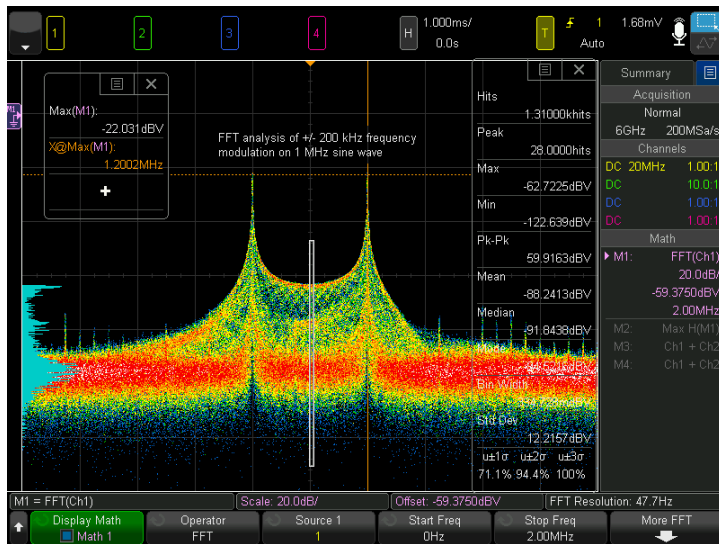 1
2
3
4
H
1.000ms/
0.0s
T
1
1.68mV
Auto
Summary
Acquisition
Normal
6GHz 200MSa/s
Channels
DC 20MHz 1.00:1
DC 10.0:1
DC 1.00:1
DC 1.00:1
Math
M1: FFT(Ch1)
20.0dB/
-59.3750dBV
2.00MHz
M2: Max H(M1)
M3: Ch1 + Ch2
M4: Ch1 + Ch2
M1
Max(M1):
-22.031dBV
X@Max(M1):
1.2002MHz
FFT analysis of +/- 200 kHz frequency
modulation on 1 MHz sine wave
Hits
1.31000khits
Peak
28.0000hits
Max
-62.7225dBV
Min
-122.639dBV
Pk-Pk
59.9163dBV
Mean
-88.2413dBV
Median
-91.8438dBV
Mode
Bin Width
Std Dev
12.2157dBV
u±1σ u±2σ u±3σ
71.1% 94.4% 100%
M1 = FFT(Ch1)
Scale: 20.0dB/
Offset: -59.3750dBV
FFT Resolution: 47.7Hz
Display Math
Math 1
Operator
FFT
Source 1
1
Start Freq
0Hz
Stop Freq
2.00MHz
More FFT